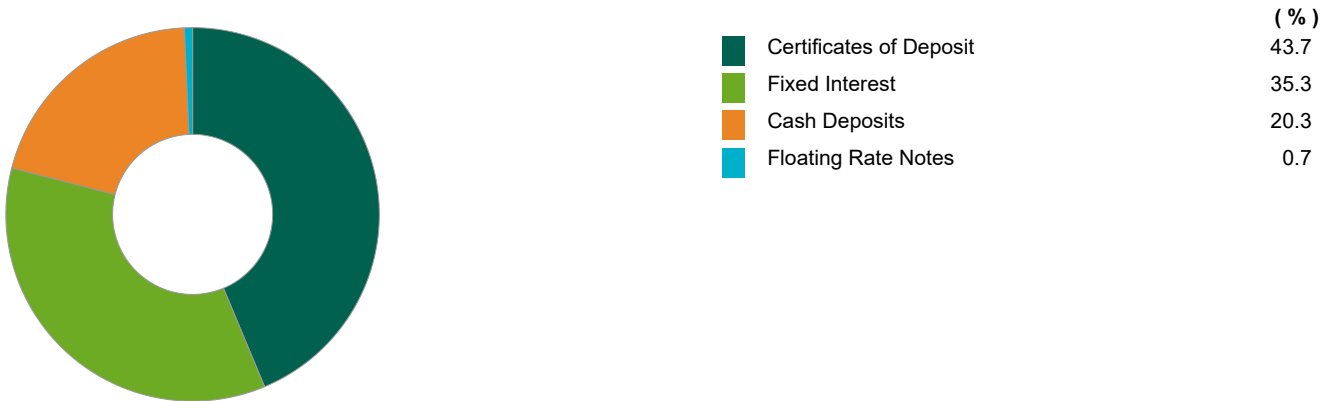 ( % )
Certificates of Deposit 43.7
Fixed Interest 35.3
Cash Deposits 20.3
Floating Rate Notes 0.7